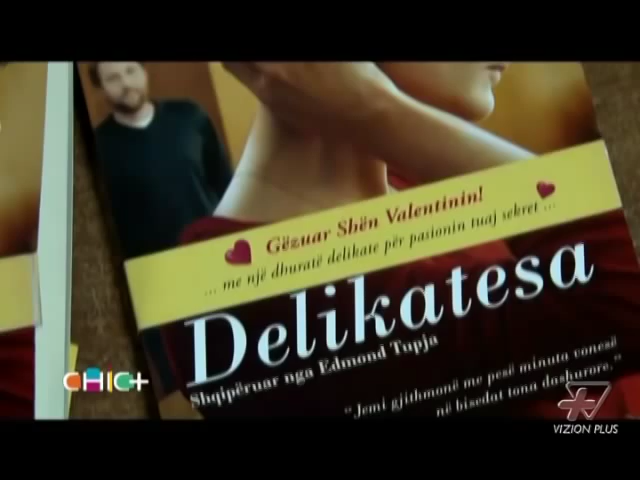 Gëzuar Shën Valentinin!
... me një dhuratë delikate për pasionin tuaj sekret ...
Delikatesa
Shqipëruar nga Edmond Tupja
"Jemi gjithmonë me pesë minuta vonesë
në bisedat tona dashurore."
CHIC+
VIZION PLUS